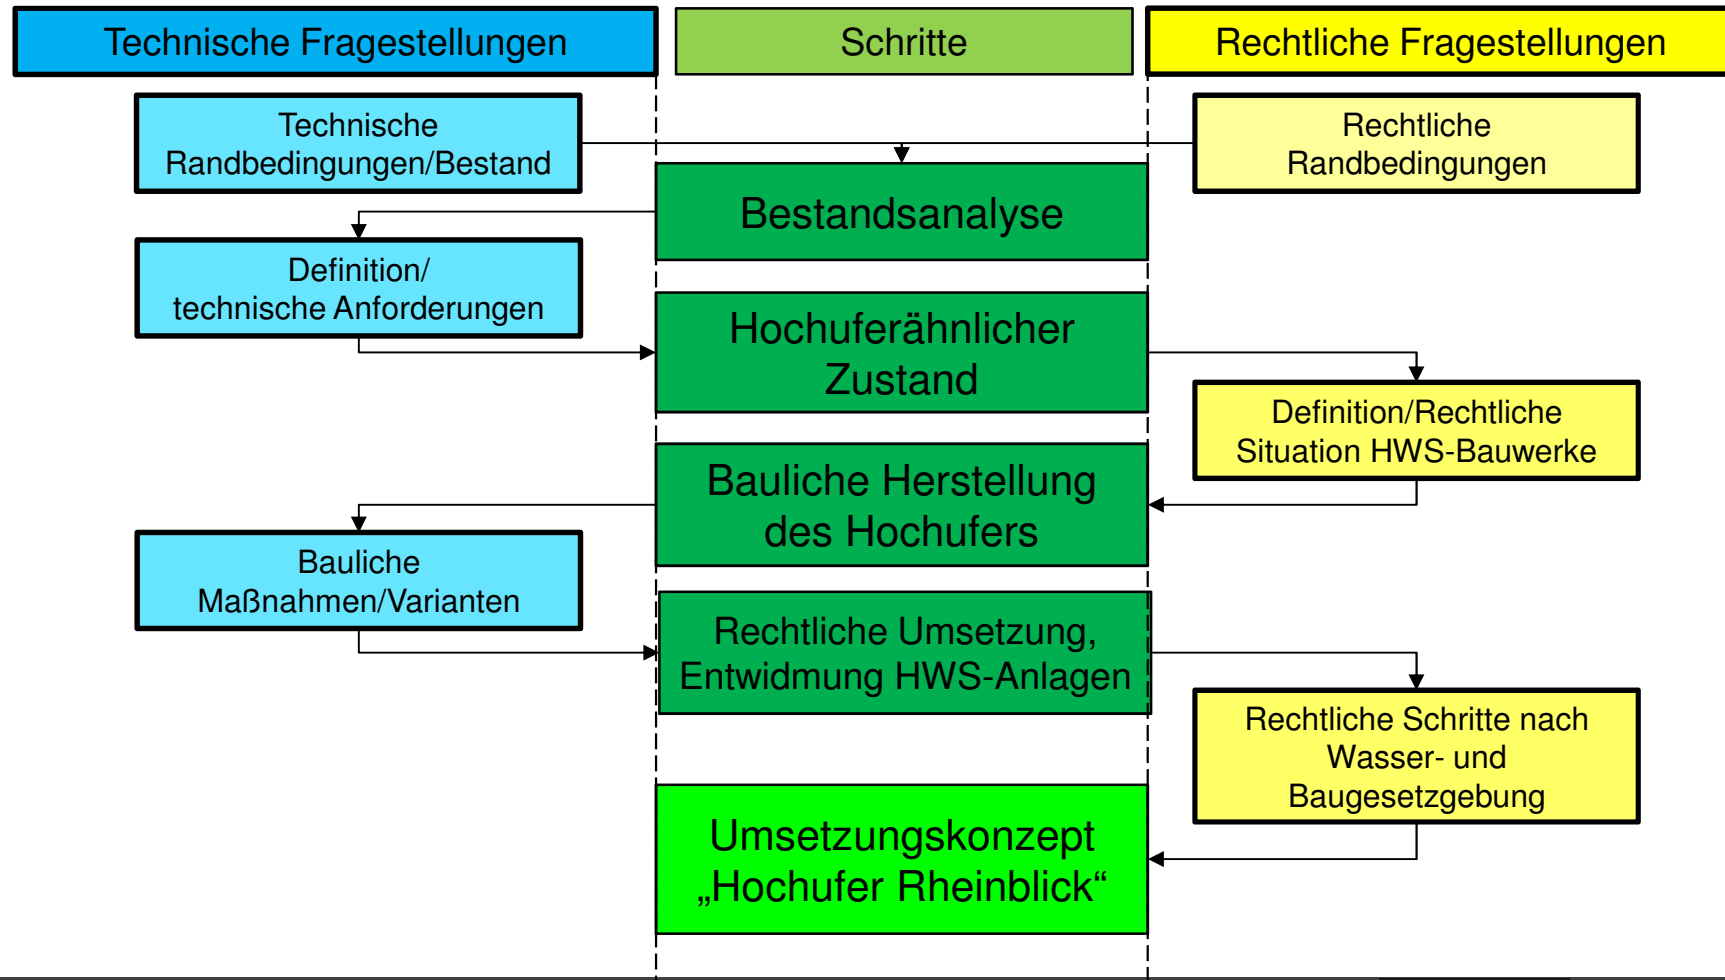 Technische Fragestellungen
Schritte
Rechtliche Fragestellungen
Technische
Randbedingungen/Bestand
Rechtliche
Randbedingungen
Bestandsanalyse
Definition/
technische Anforderungen
Hochuferähnlicher
Zustand
Definition/Rechtliche
Situation HWS-Bauwerke
Bauliche Herstellung
des Hochufers
Bauliche
Maßnahmen/Varianten
Rechtliche Umsetzung,
Entwidmung HWS-Anlagen
Rechtliche Schritte nach
Wasser- und
Baugesetzgebung
Umsetzungskonzept
„Hochufer Rheinblick“